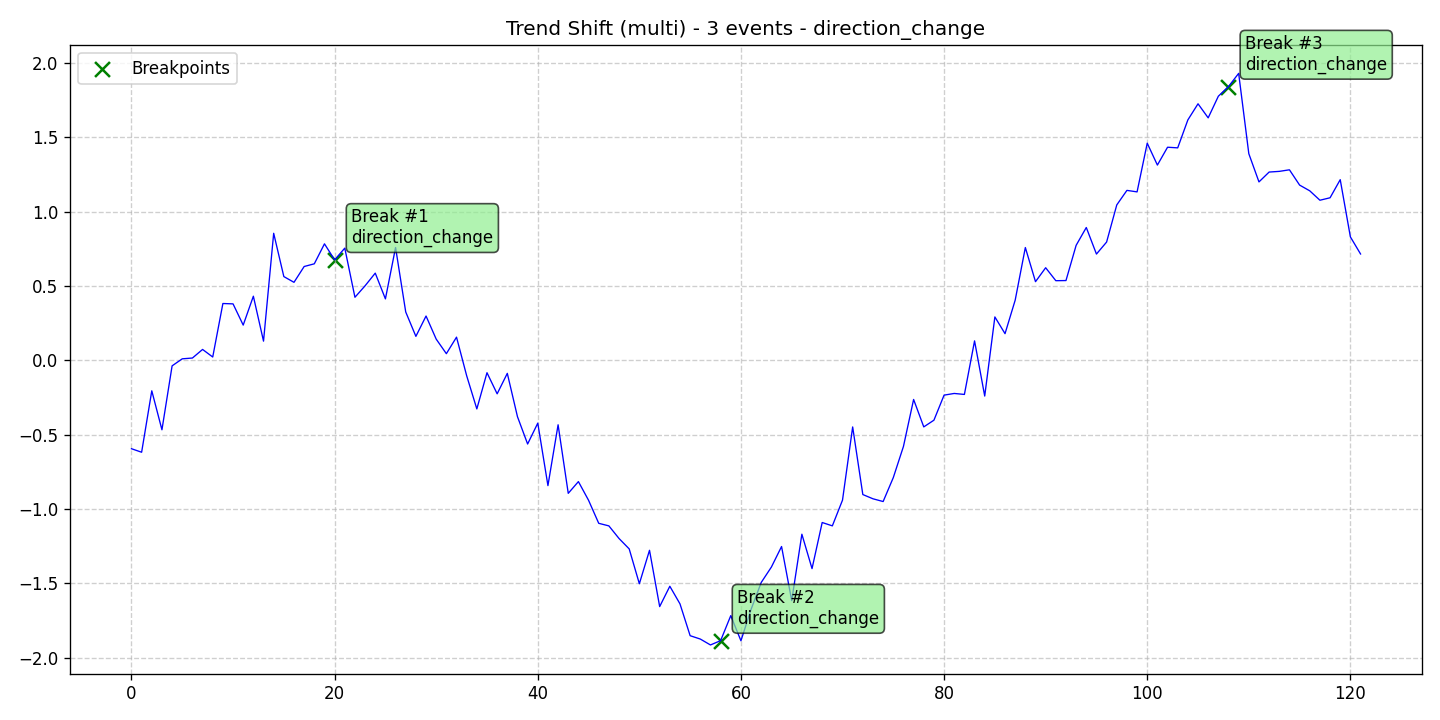 Trend Shift (multi) - 3 events - direction_change
Breakpoints
Break #3
direction_change
Break #1
direction_change
Break #2
direction_change
2.0
1.5
1.0
0.5
0.0
−0.5
−1.0
−1.5
−2.0
0
20
40
60
80
100
120